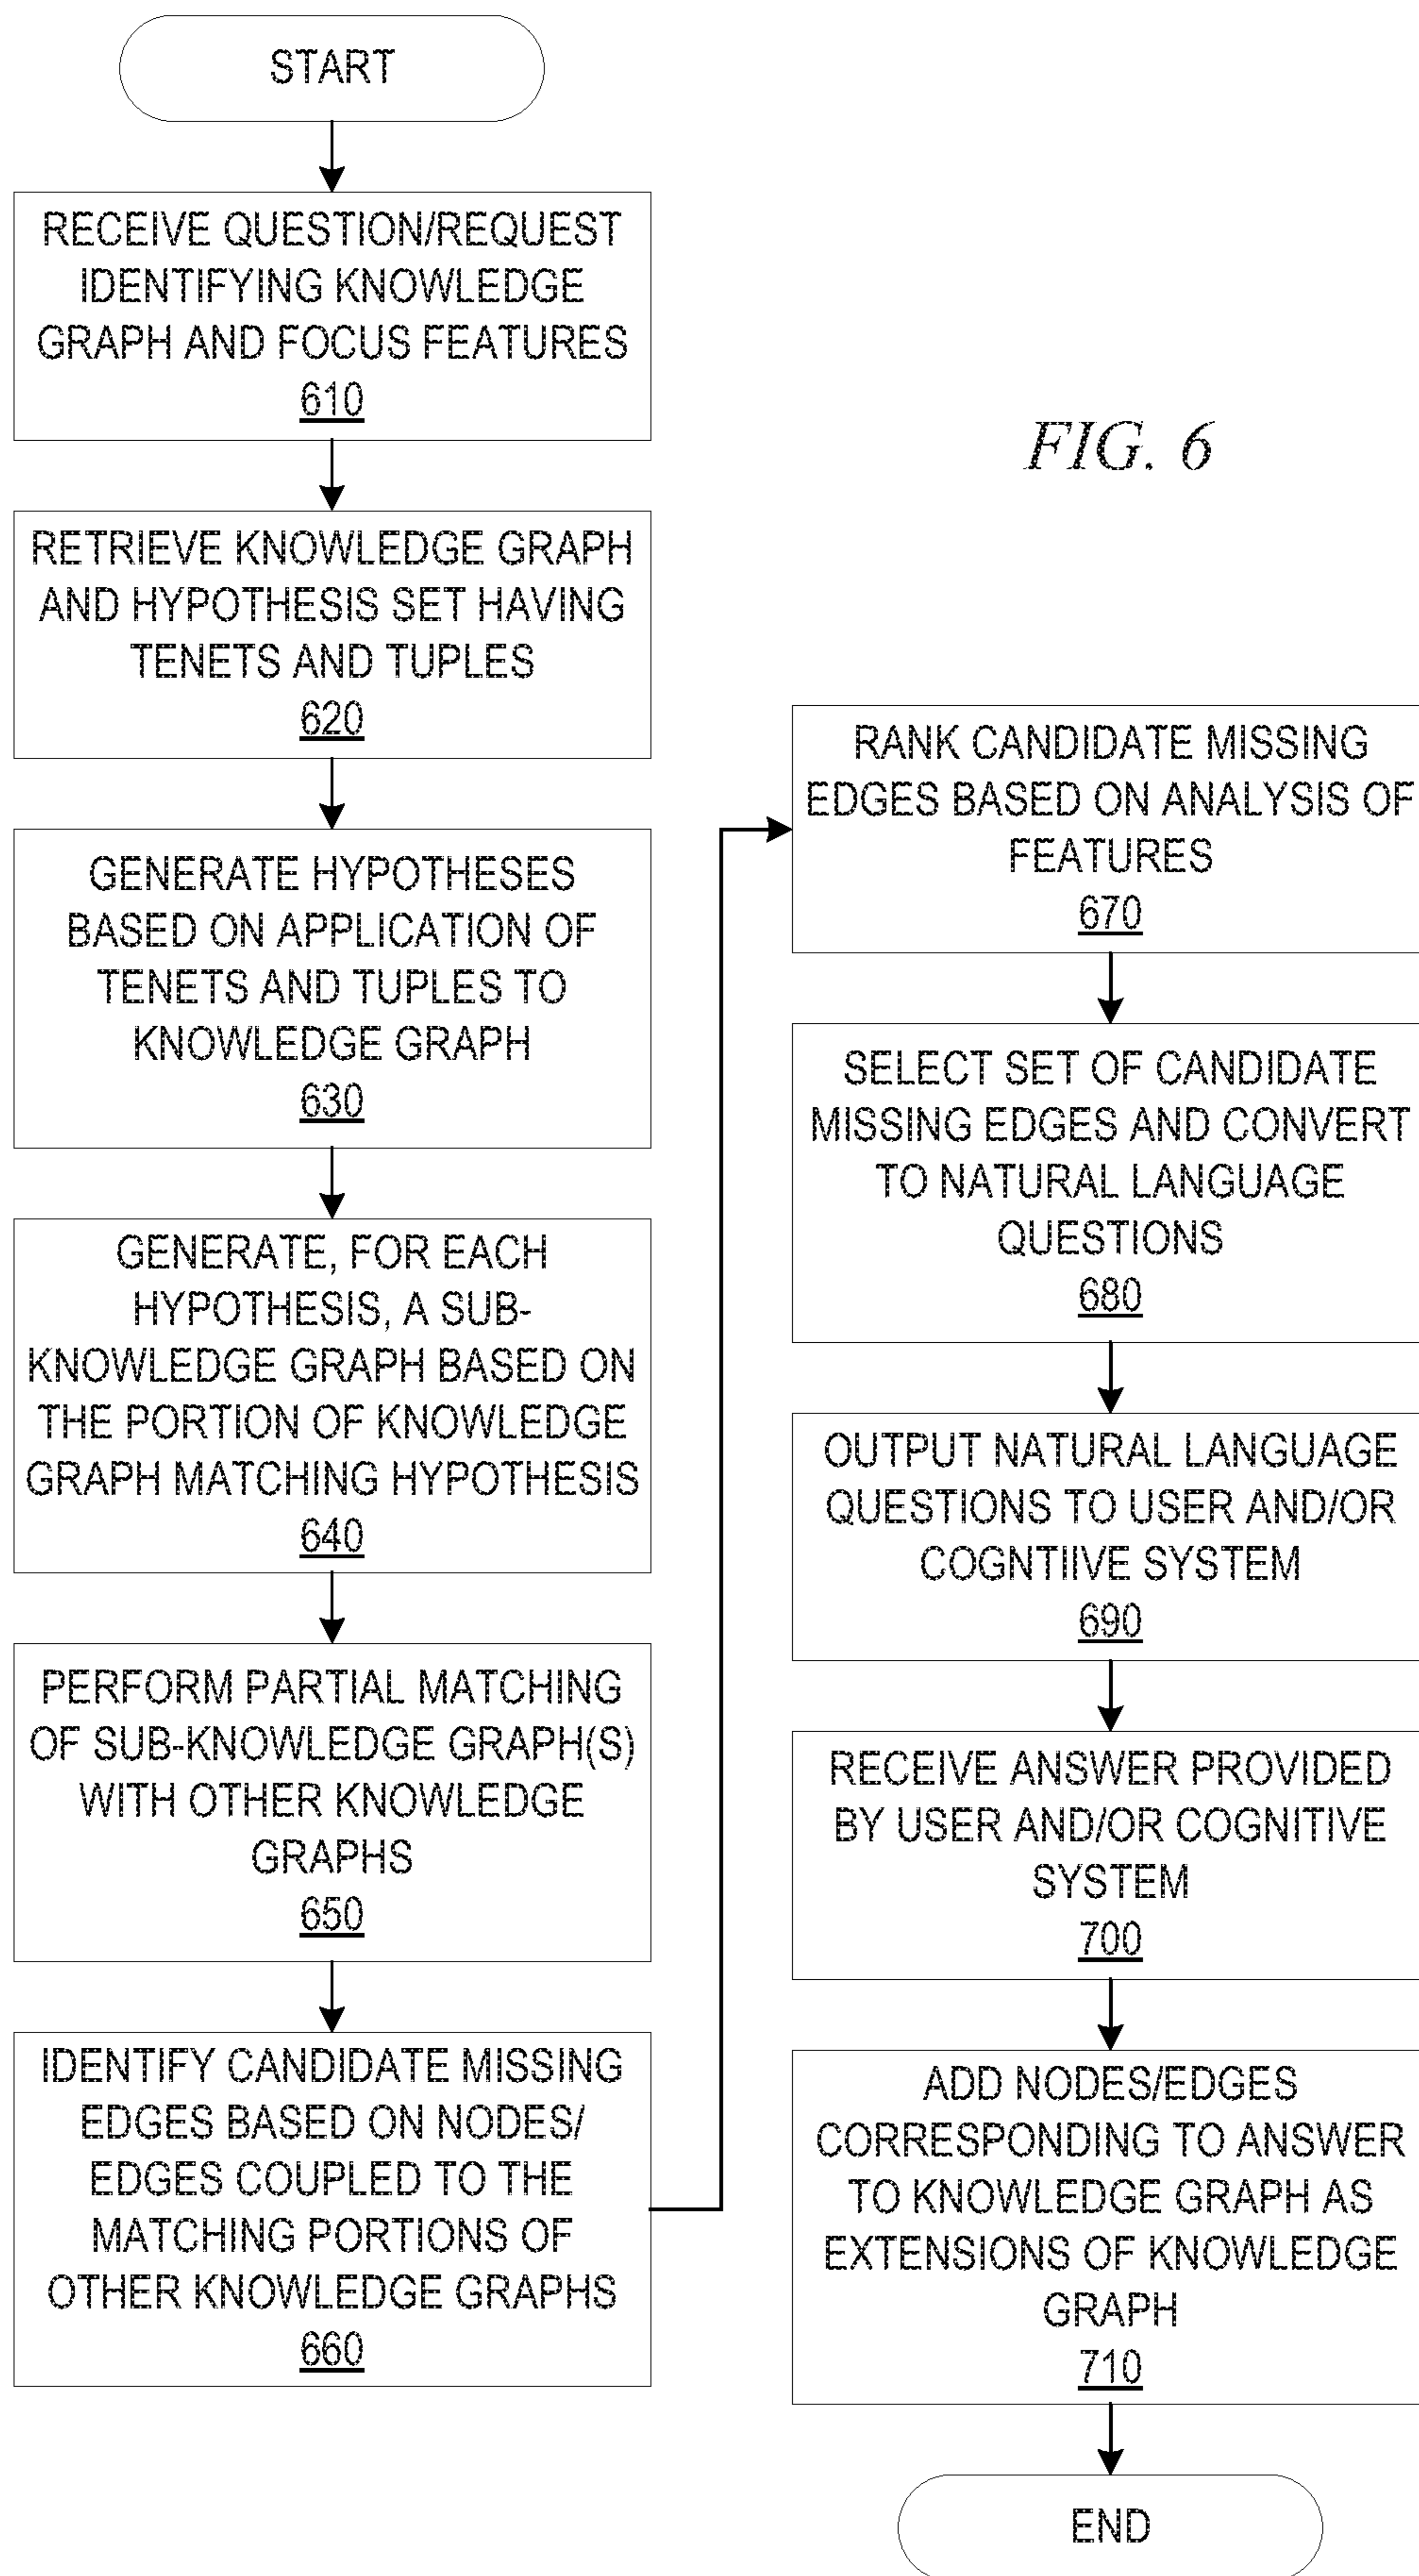 START
RECEIVE QUESTION/REQUEST
IDENTIFYING KNOWLEDGE
GRAPH AND FOCUS FEATURES
610
RETRIEVE KNOWLEDGE GRAPH
AND HYPOTHESIS SET HAVING
TENETS AND TUPLES
620
GENERATE HYPOTHESES
BASED ON APPLICATION OF
TENETS AND TUPLES TO
KNOWLEDGE GRAPH
630
GENERATE, FOR EACH
HYPOTHESIS, A SUB-
KNOWLEDGE GRAPH BASED ON
THE PORTION OF KNOWLEDGE
GRAPH MATCHING HYPOTHESIS
640
PERFORM PARTIAL MATCHING
OF SUB-KNOWLEDGE GRAPH(S)
WITH OTHER KNOWLEDGE
GRAPHS
650
IDENTIFY CANDIDATE MISSING
EDGES BASED ON NODES/
EDGES COUPLED TO THE
MATCHING PORTIONS OF
OTHER KNOWLEDGE GRAPHS
660
FIG. 6
RANK CANDIDATE MISSING
EDGES BASED ON ANALYSIS OF
FEATURES
670
SELECT SET OF CANDIDATE
MISSING EDGES AND CONVERT
TO NATURAL LANGUAGE
QUESTIONS
680
OUTPUT NATURAL LANGUAGE
QUESTIONS TO USER AND/OR
COGNTIIVE SYSTEM
690
RECEIVE ANSWER PROVIDED
BY USER AND/OR COGNITIVE
SYSTEM
700
ADD NODES/EDGES
CORRESPONDING TO ANSWER
TO KNOWLEDGE GRAPH AS
EXTENSIONS OF KNOWLEDGE
GRAPH
710
END